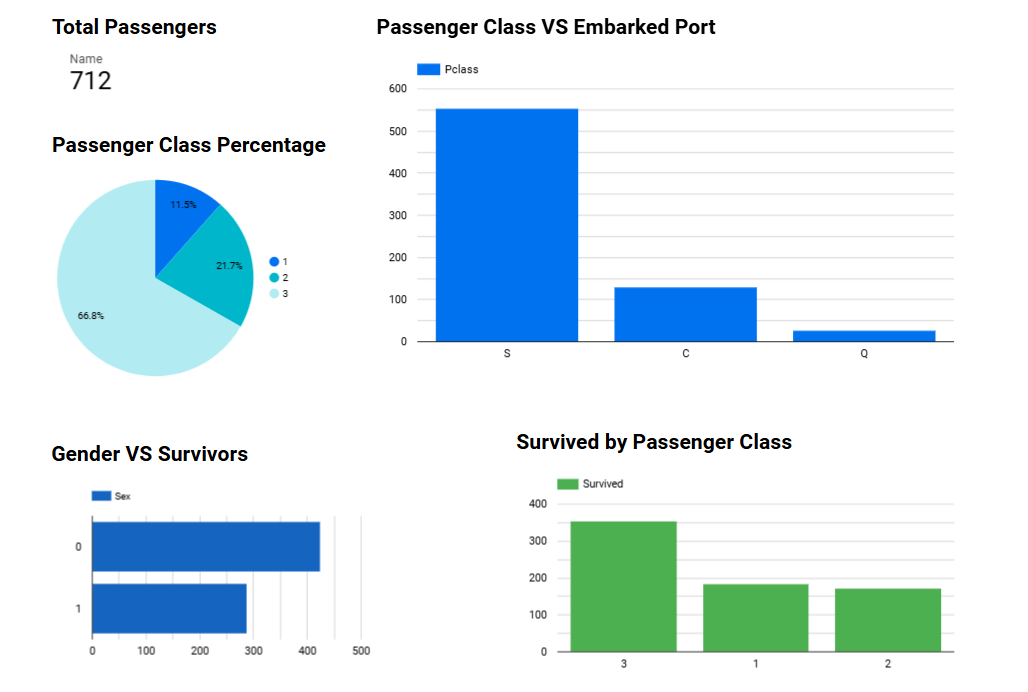 Total Passengers
Name
712
Passenger Class Percentage
11.5%
21.7%
66.8%
1
2
3
Passenger Class VS Embarked Port
Pclass
600
500
400
300
200
100
0
S C Q
Gender VS Survivors
Sex
0
1
0 100 200 300 400 500
Survived by Passenger Class
Survived
400
300
200
100
0
3 1 2